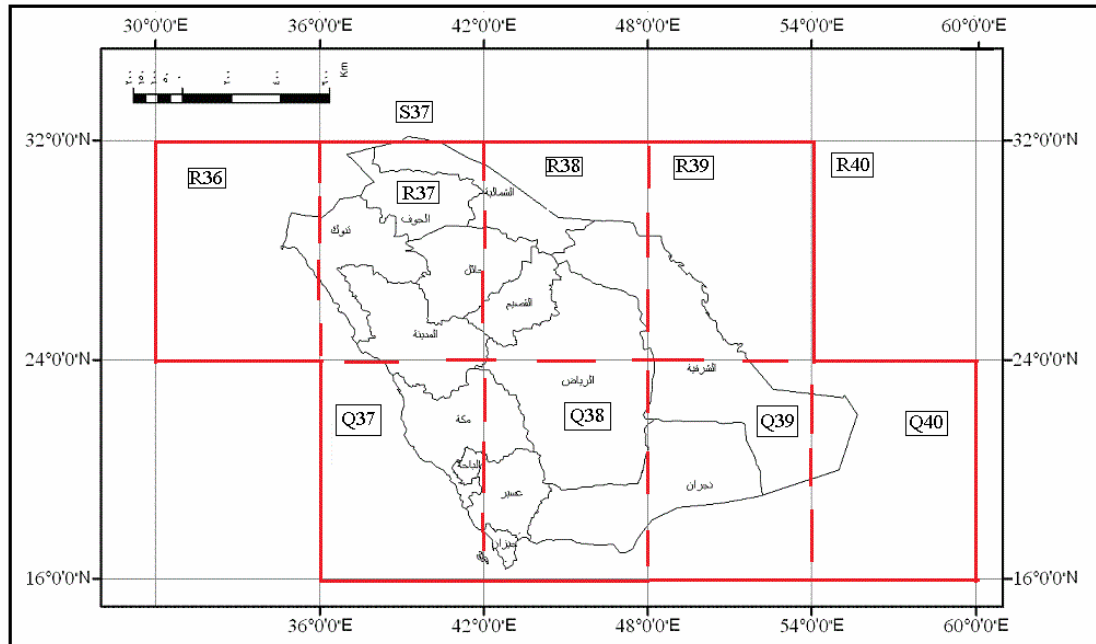 30°0'0"E 36°0'0"E 42°0'0"E 48°0'0"E 54°0'0"E 60°0'0"E
Km
S37
32°0'0"N 32°0'0"N
R36 R37 R38 R39 R40
الشمالية
الجوف
تبوك
حائل
القصيم
المدينة
24°0'0"N 24°0'0"N
الشرقية
الرياض
Q37 Q38 Q39 Q40
مكة
الباحة
عسير
نجران
جيزان
16°0'0"N 16°0'0"N
36°0'0"E 42°0'0"E 48°0'0"E 54°0'0"E 60°0'0"E